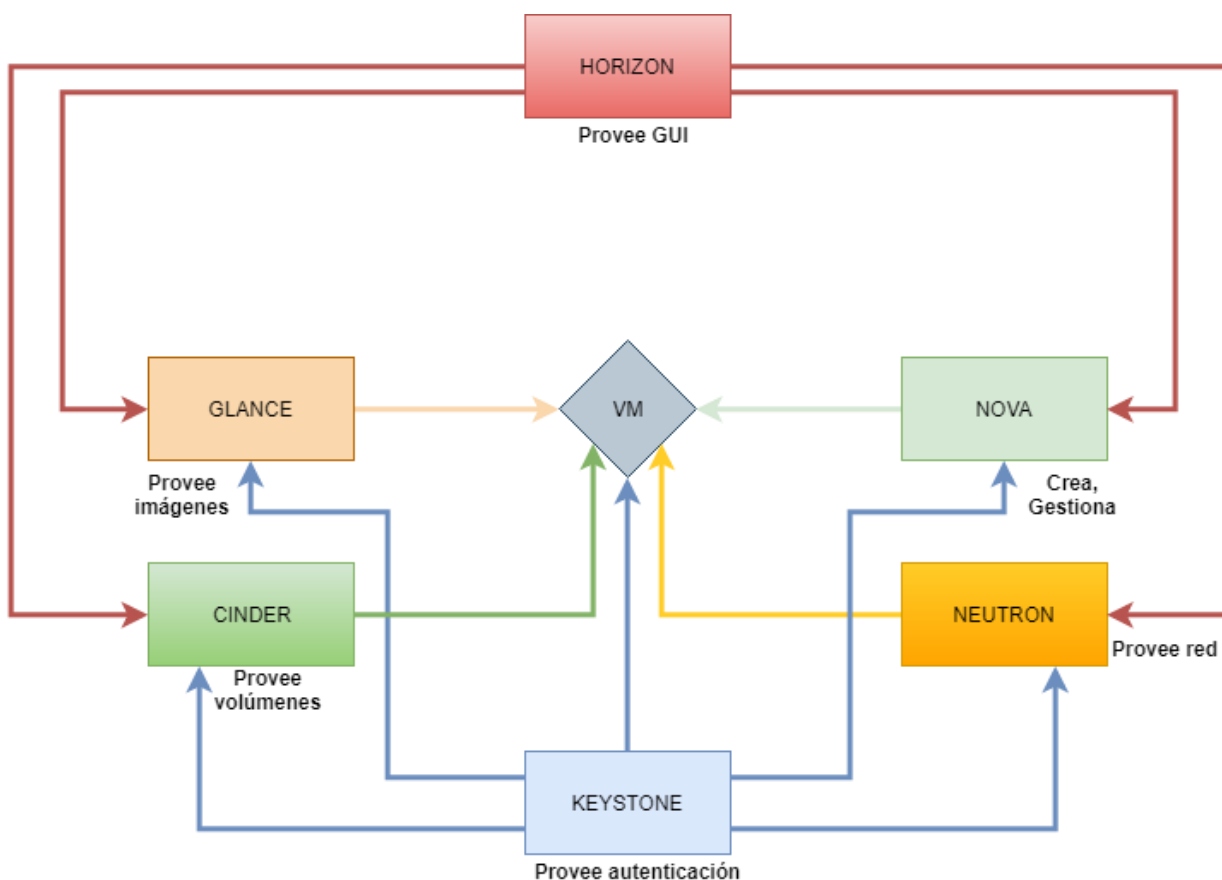 HORIZON
Provee GUI
GLANCE
VM
NOVA
Provee
imágenes
Crea,
Gestiona
CINDER
NEUTRON
Provee
volúmenes
Provee red
KEYSTONE
Provee autenticación